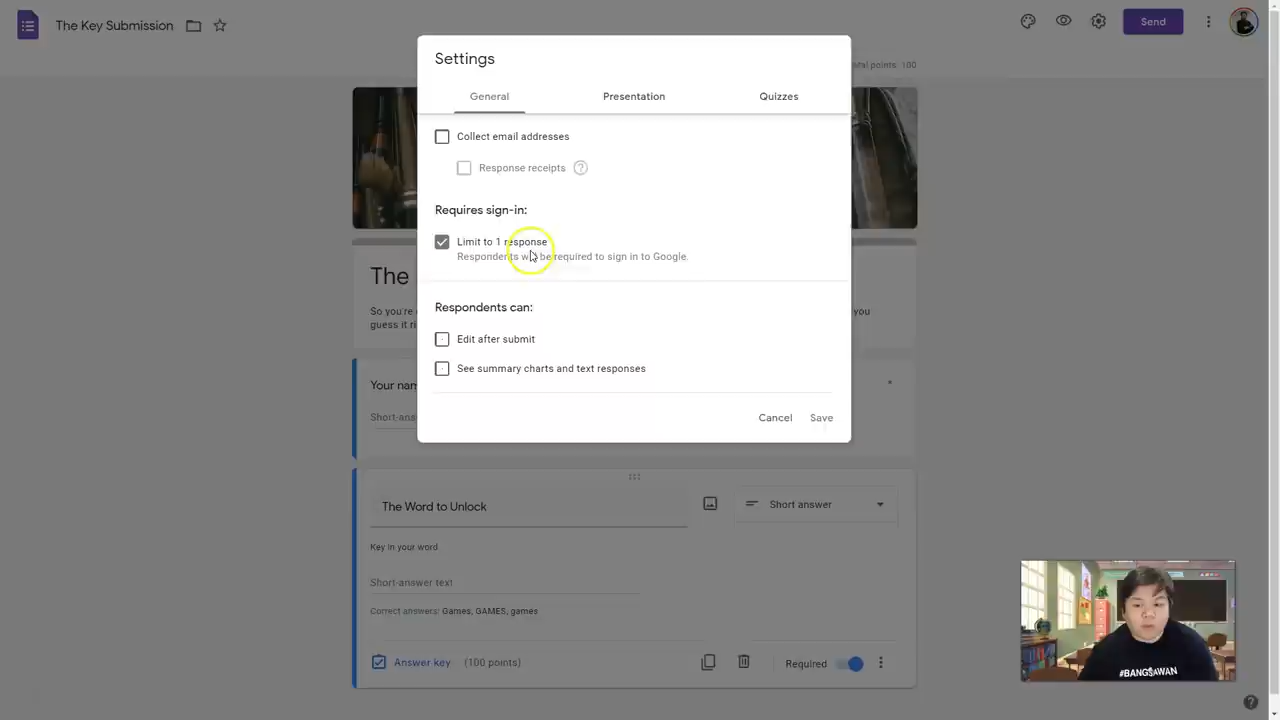 The Key Submission
Send
Total points: 100
Settings
General
Presentation
Quizzes
Collect email addresses
Response receipts
Requires sign-in:
Limit to 1 response
Respondents will be required to sign in to Google.
The
So you're
you
guess it ri
Respondents can:
Edit after submit
See summary charts and text responses
Your nam
Short-ans
Cancel
Save
The Word to Unlock
Short answer
Key in your word
Short-answer text
Correct answers: Games, GAMES, games
Answer key
(100 points)
Required
#BANGSAWAN